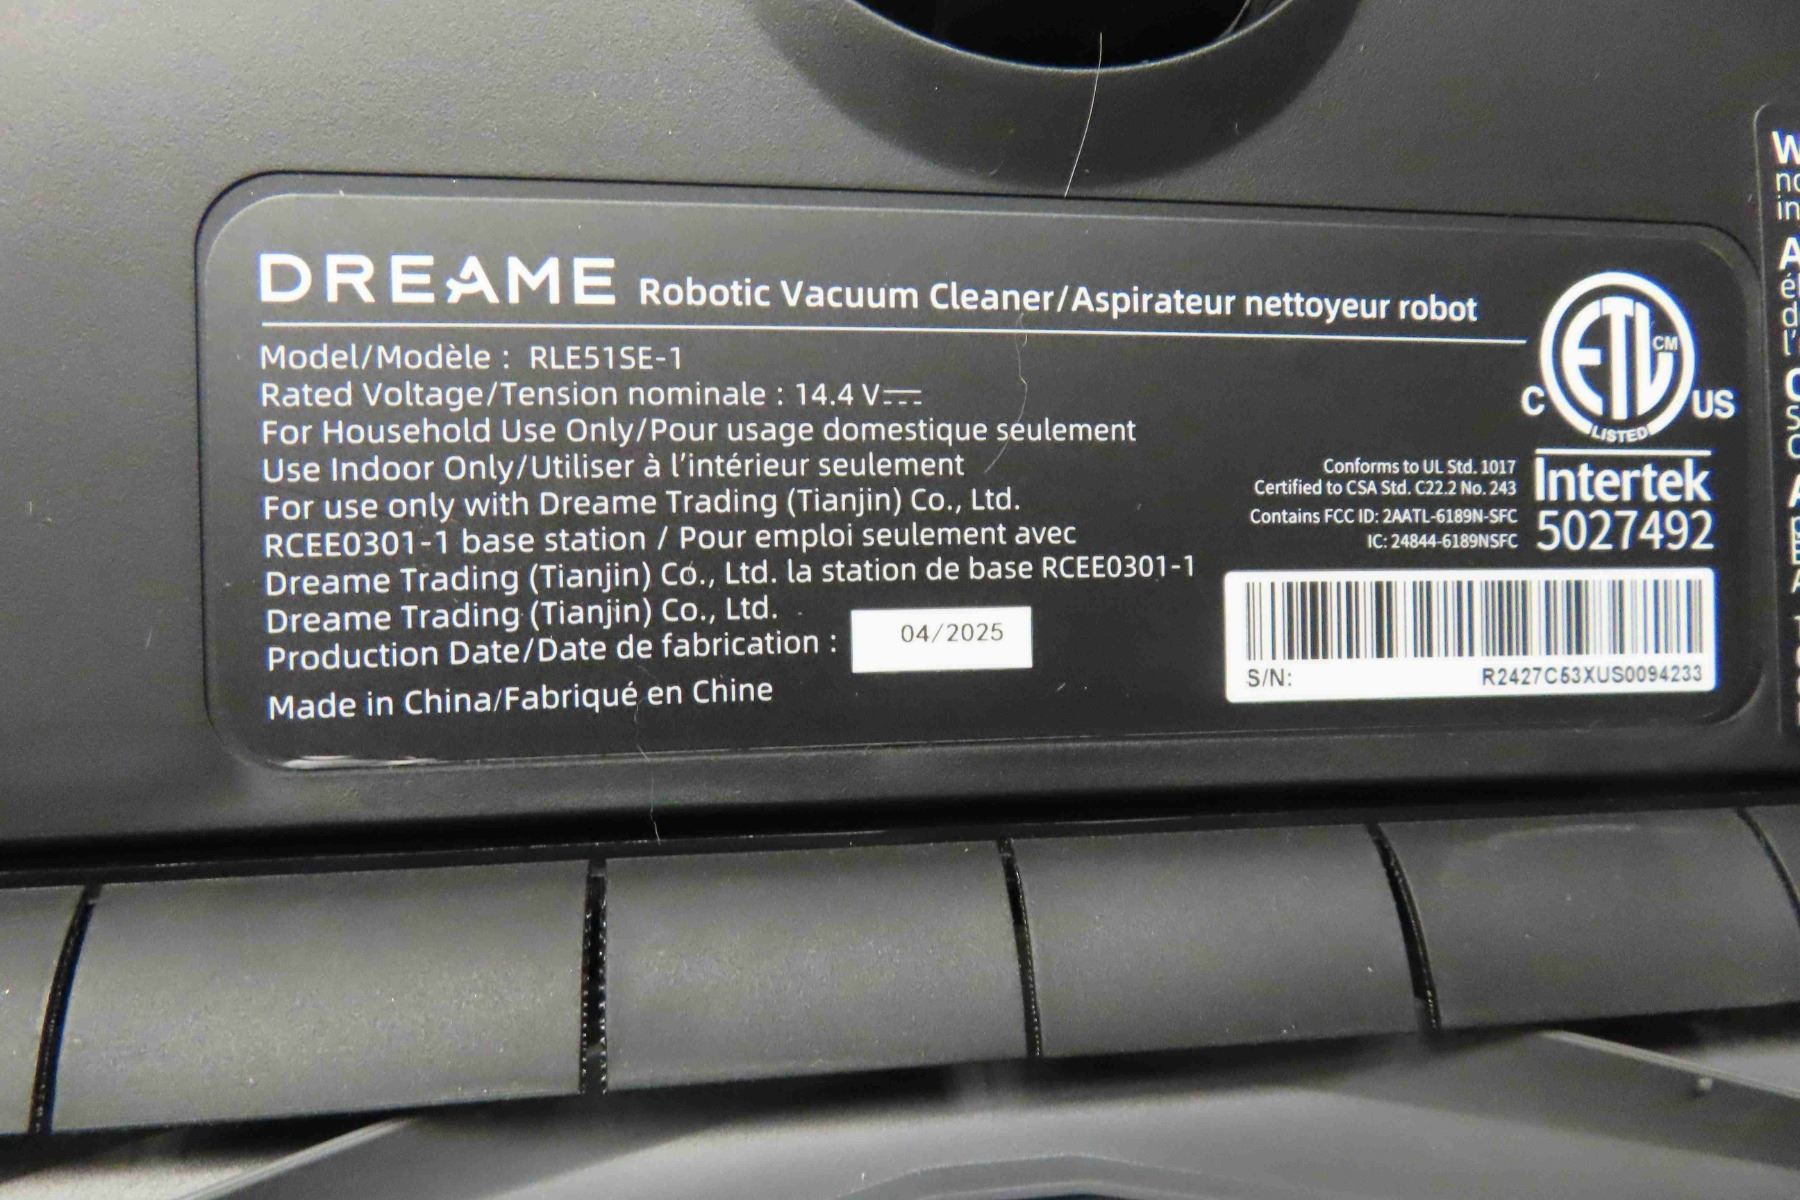 DREAME Robotic Vacuum Cleaner/Aspirateur nettoyeur robot
Model/Modèle : RLE51SE-1
Rated Voltage/Tension nominale : 14.4 V⎓
For Household Use Only/Pour usage domestique seulement
Use Indoor Only/Utiliser à l'intérieur seulement
For use only with Dreame Trading (Tianjin) Co., Ltd.
RCEE0301-1 base station / Pour emploi seulement avec
Dreame Trading (Tianjin) Co., Ltd. la station de base RCEE0301-1
Dreame Trading (Tianjin) Co., Ltd.
Production Date/Date de fabrication : 04/2025
Made in China/Fabriqué en Chine
ETL CM
C US
LISTED
Intertek
5027492
Conforms to UL Std. 1017
Certified to CSA Std. C22.2 No. 243
Contains FCC ID: 2AATL-6189N-SFC
IC: 24844-6189NSFC
S/N: R2427C53XUS0094233